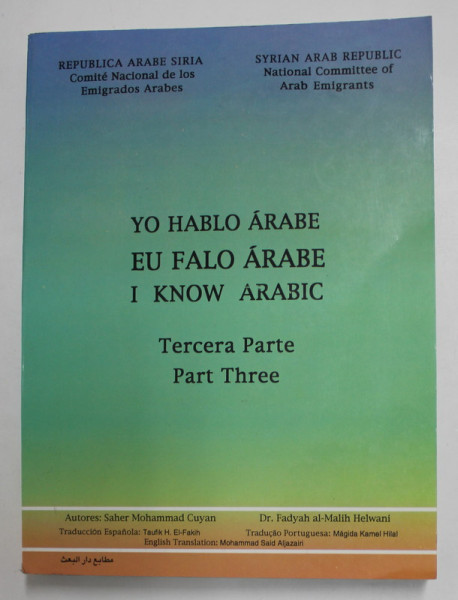 REPUBLICA ARABE SIRIA
Comité Nacional de los
Emigrados Arabes
SYRIAN ARAB REPUBLIC
National Committee of
Arab Emigrants
YO HABLO ÁRABE
EU FALO ÁRABE
I KNOW ARABIC
Tercera Parte
Part Three
Autores: Saher Mohammad Cuyan Dr. Fadyah al-Malih Helwani
Traducción Española: Taufik H. El-Fakih Tradução Portuguesa: Mágida Kamel Hilal
English Translation: Mohammad Said Aljazairi
مطابع دار البعث